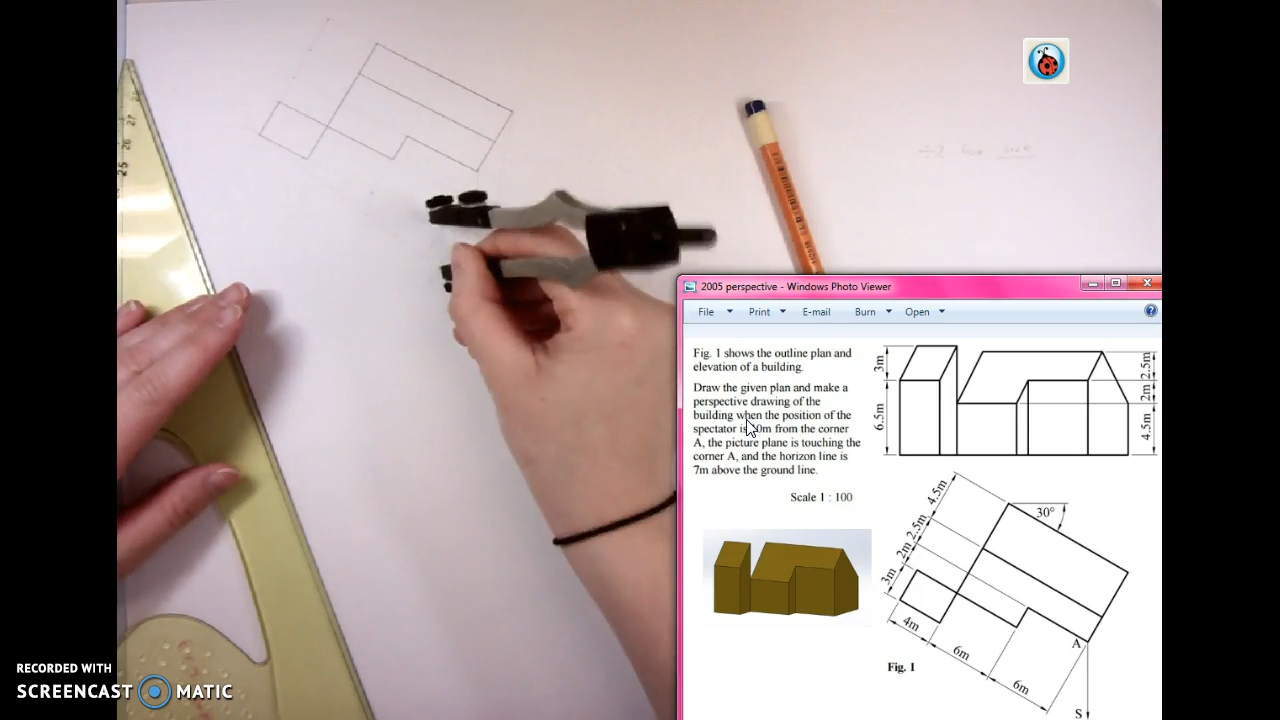 2005 perspective - Windows Photo Viewer
File Print E-mail Burn Open
Fig. 1 shows the outline plan and
elevation of a building.
Draw the given plan and make a
perspective drawing of the
building when the position of the
spectator is 0m from the corner
A, the picture plane is touching the
corner A, and the horizon line is
7m above the ground line.
Scale 1 : 100
3m
6.5m
2.5m
2m
4.5m
4.5m
2.5m
2m
3m
30°
4m
6m
6m
A
S
Fig. 1
27
26
25
RECORDED WITH
SCREENCAST MATIC